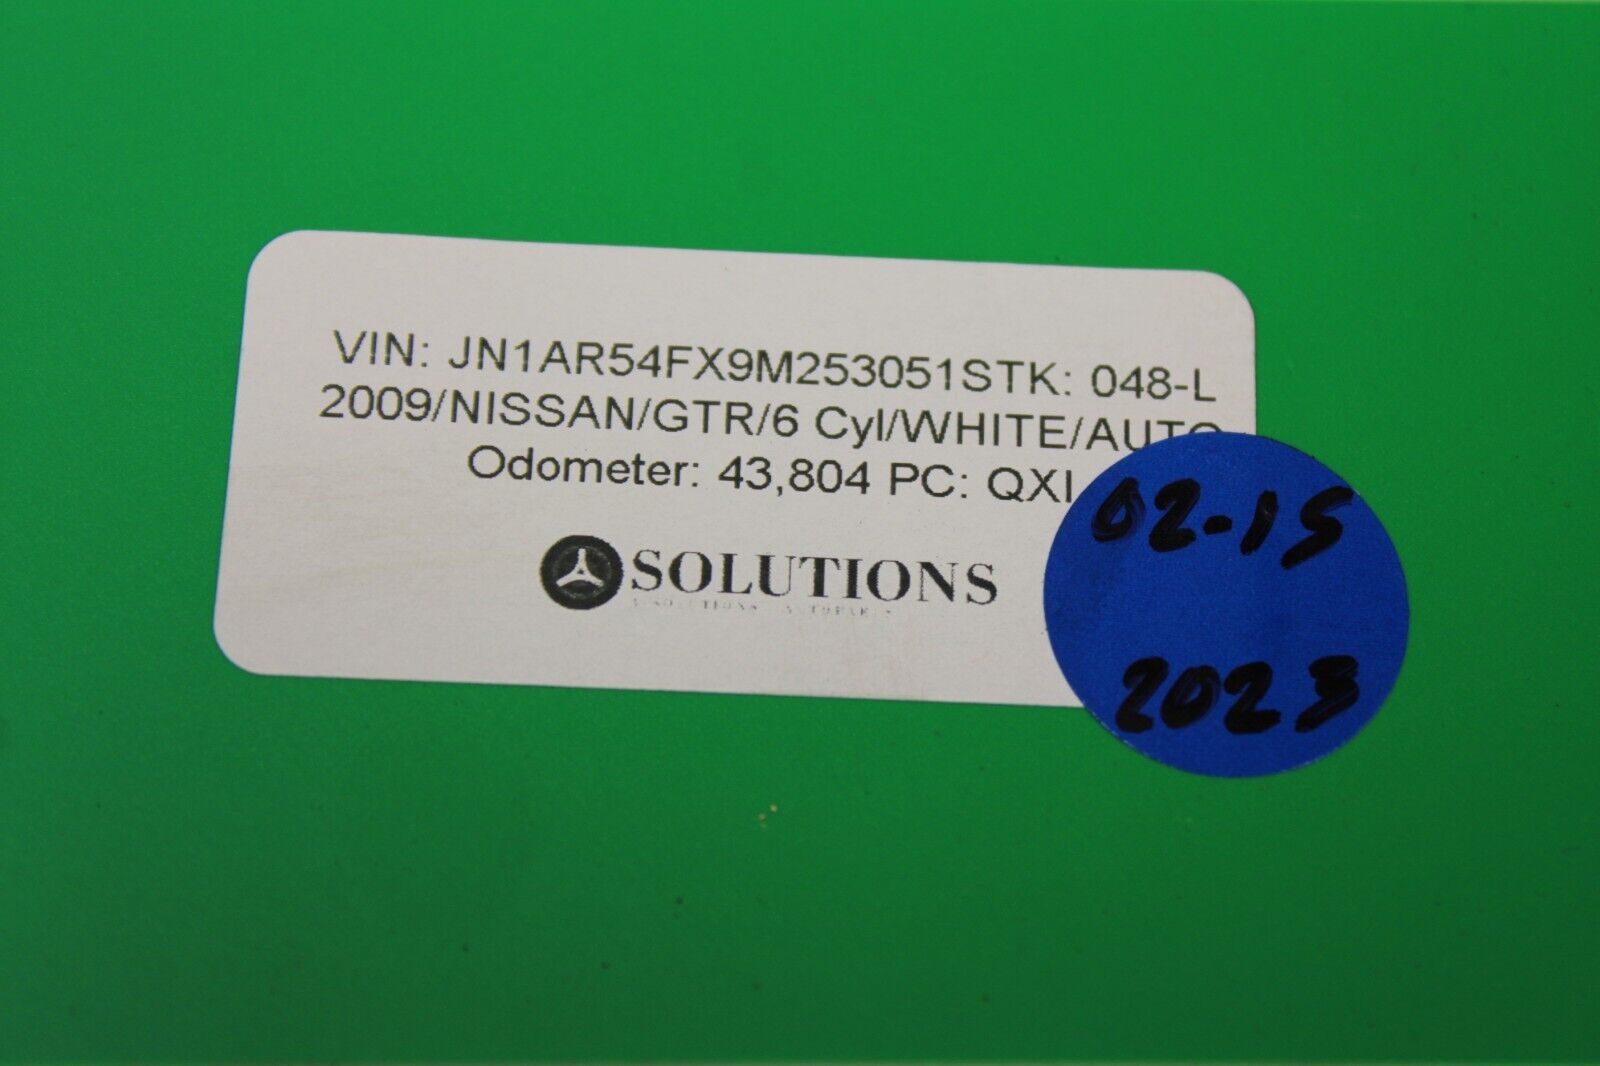 VIN: JN1AR54FX9M253051STK: 048-L
2009/NISSAN/GTR/6 Cyl/WHITE/AUTO
Odometer: 43,804 PC: QXI
SOLUTIONS
02-15
2023